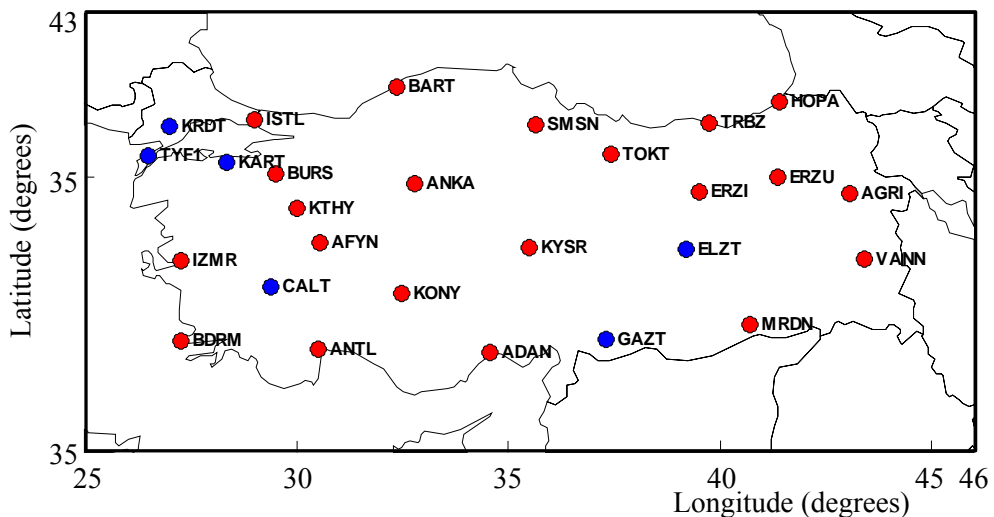 43
BART
HOPA
ISTL
KRDT
SMSN
TRBZ
TYF1
KART
TOKT
35
BURS
ANKA
ERZU
ERZI
AGRI
KTHY
AFYN
KYSR
ELZT
IZMR
VANN
CALT
KONY
MRDN
BDRM
GAZT
ANTL
ADAN
Latitude (degrees)
35
25
30
35
40
45
46
Longitude (degrees)